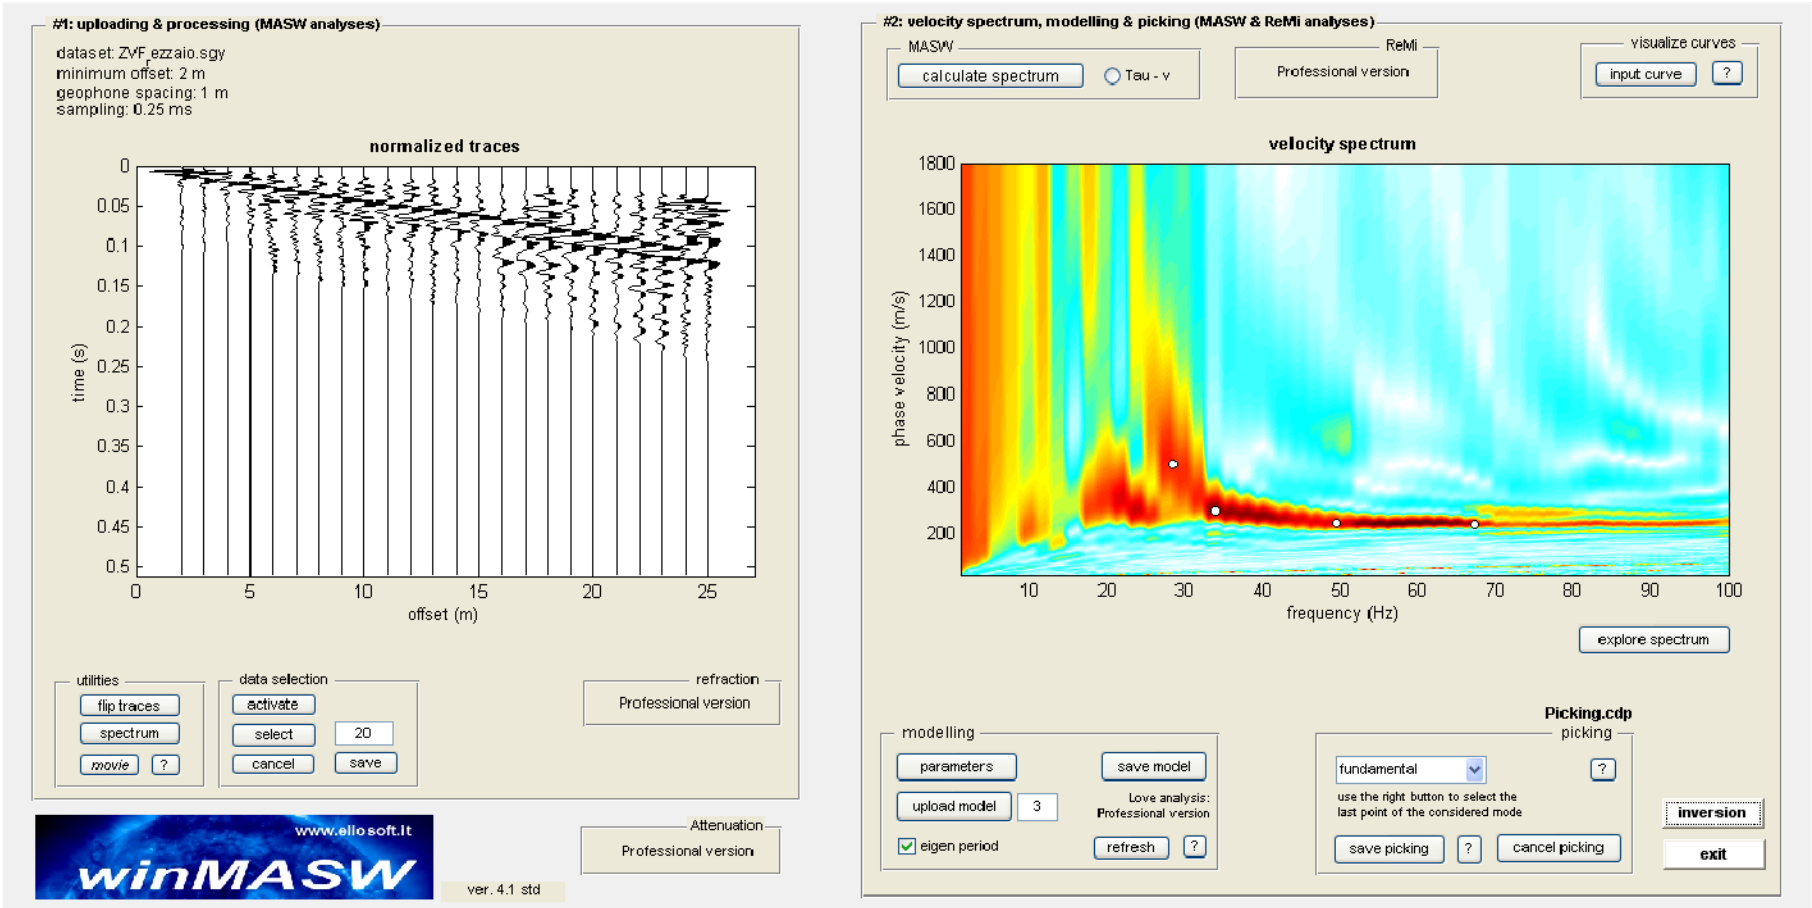 #1: uploading & processing (MASW analyses)
dataset: ZVF_rezzaio.sgy
minimum offset: 2 m
geophone spacing: 1 m
sampling: 0.25 ms
normalized traces
0
0.05
0.1
0.15
0.2
0.25
0.3
0.35
0.4
0.45
0.5
time (s)
0 5 10 15 20 25
offset (m)
utilities
flip traces
spectrum
movie ?
data selection
activate
select 20
cancel save
refraction
Professional version
www.eliosoft.it
winMASW
ver. 4.1 std
Attenuation
Professional version
#2: velocity spectrum, modelling & picking (MASW & ReMi analyses)
MASW
calculate spectrum Tau - v
ReMi
Professional version
visualize curves
input curve ?
velocity spectrum
1800
1600
1400
1200
1000
800
600
400
200
phase velocity (m/s)
10 20 30 40 50 60 70 80 90 100
frequency (Hz)
explore spectrum
modelling
parameters save model
upload model 3
Love analysis:
Professional version
eigen period refresh ?
Picking.cdp
picking
fundamental ?
use the right button to select the
last point of the considered mode
save picking ? cancel picking
inversion
exit